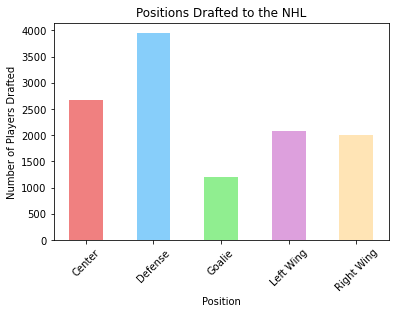 Positions Drafted to the NHL
Number of Players Drafted
4000
3500
3000
2500
2000
1500
1000
500
0
Center
Defense
Goalie
Left Wing
Right Wing
Position